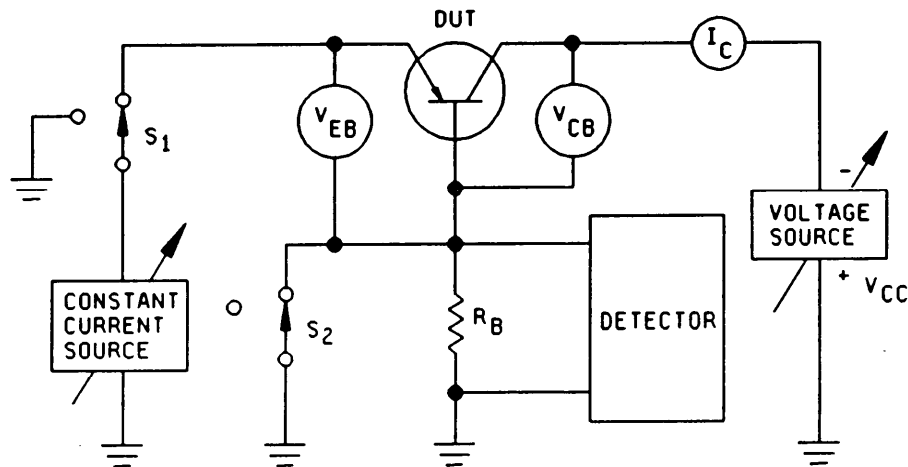 DUT
I_C
V_EB
V_CB
S_1
-
VOLTAGE
SOURCE
+ V_CC
CONSTANT
CURRENT
SOURCE
S_2
R_B
DETECTOR